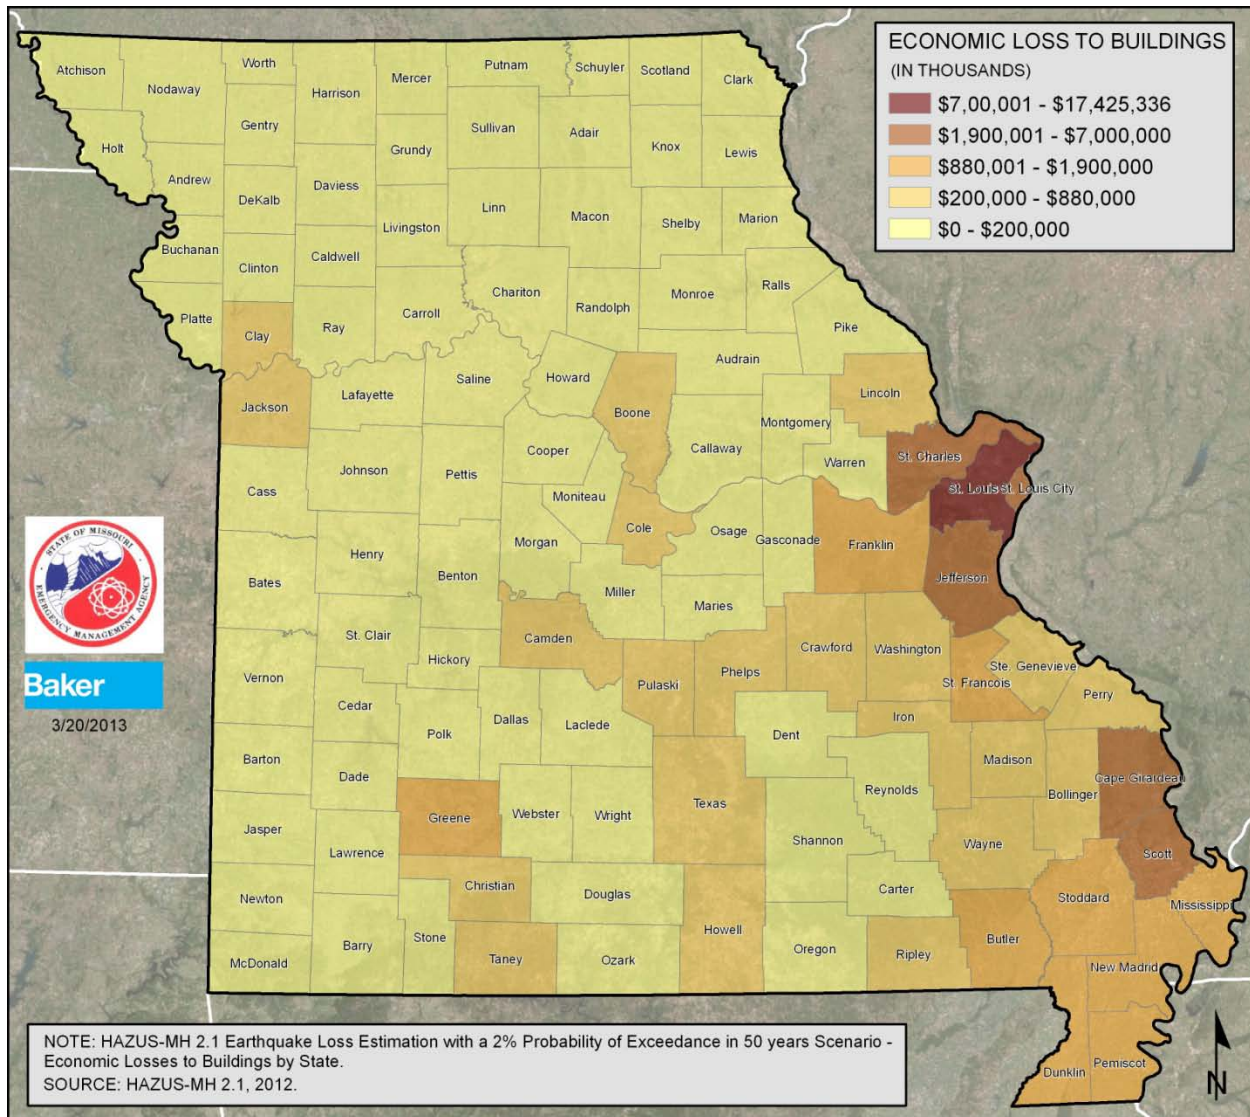 ECONOMIC LOSS TO BUILDINGS
(IN THOUSANDS)
$7,00,001 - $17,425,336
$1,900,001 - $7,000,000
$880,001 - $1,900,000
$200,000 - $880,000
$0 - $200,000
Atchison
Nodaway
Worth
Harrison
Mercer
Putnam
Schuyler
Scotland
Clark
Holt
Gentry
Sullivan
Adair
Knox
Lewis
Grundy
Andrew
DeKalb
Daviess
Livingston
Linn
Macon
Shelby
Marion
Buchanan
Clinton
Caldwell
Chariton
Randolph
Monroe
Ralls
Platte
Clay
Ray
Carroll
Pike
Audrain
Jackson
Lafayette
Saline
Howard
Boone
Lincoln
Callaway
Montgomery
Warren
St. Charles
Cooper
Johnson
Pettis
Cass
Moniteau
St. Louis
St. Louis City
Cole
Osage
Gasconade
Franklin
Morgan
Henry
Benton
Bates
Miller
Maries
Jefferson
St. Clair
Hickory
Camden
Pulaski
Phelps
Crawford
Washington
Ste. Genevieve
St. Francois
Perry
Vernon
Cedar
Polk
Dallas
Laclede
Dent
Iron
Barton
Dade
Madison
Cape Girardeau
Reynolds
Bollinger
Texas
Greene
Webster
Wright
Jasper
Lawrence
Shannon
Wayne
Scott
Christian
Douglas
Carter
Newton
Stoddard
Mississippi
Howell
Stone
Barry
Taney
Ozark
Oregon
Ripley
Butler
McDonald
New Madrid
Pemiscot
Dunklin
STATE OF MISSOURI
EMERGENCY MANAGEMENT AGENCY
Baker
3/20/2013
NOTE: HAZUS-MH 2.1 Earthquake Loss Estimation with a 2% Probability of Exceedance in 50 years Scenario -
Economic Losses to Buildings by State.
SOURCE: HAZUS-MH 2.1, 2012.
N